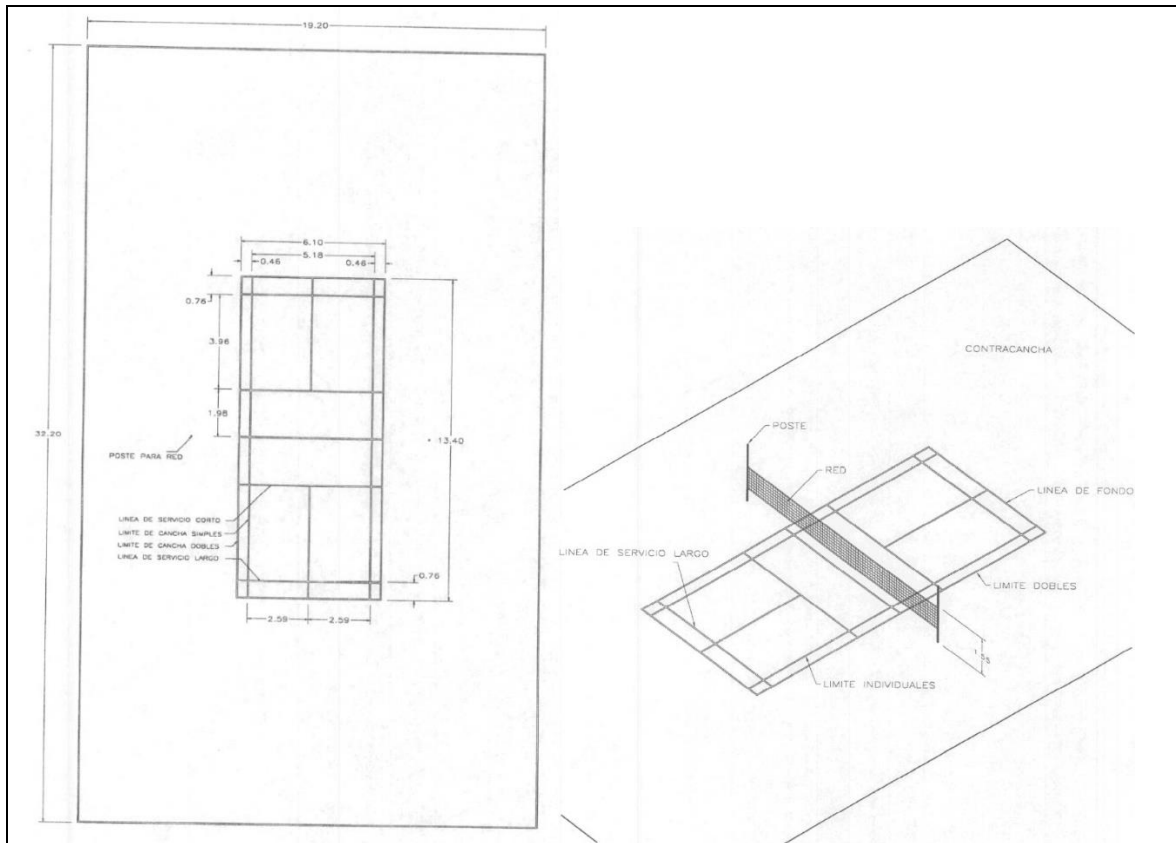 19.20
6.10
5.18
0.46
0.46
0.76
3.96
1.98
32.20
13.40
POSTE PARA RED
LINEA DE SERVICIO CORTO
LIMITE DE CANCHA SIMPLES
LIMITE DE CANCHA DOBLES
LINEA DE SERVICIO LARGO
0.76
2.59
2.59
CONTRACANCHA
POSTE
RED
LINEA DE FONDO
LINEA DE SERVICIO LARGO
LIMITE DOBLES
LIMITE INDIVIDUALES